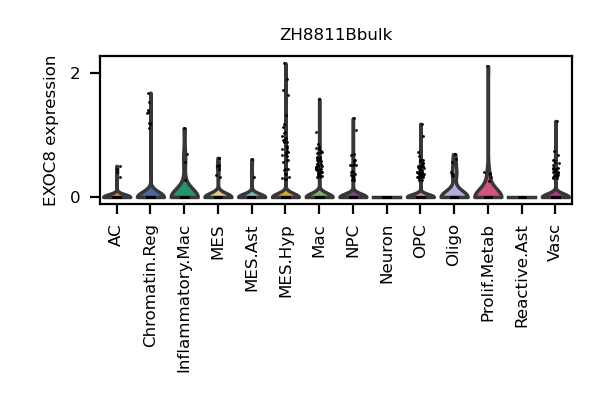 ZH8811Bbulk
EXOC8 expression
2
0
AC
Chromatin.Reg
Inflammatory.Mac
MES
MES.Ast
MES.Hyp
Mac
NPC
Neuron
OPC
Oligo
Prolif.Metab
Reactive.Ast
Vasc